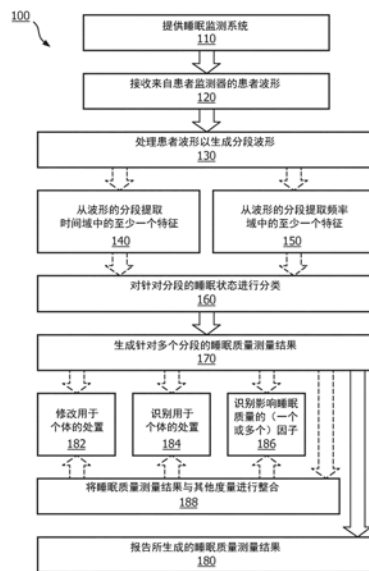 100
提供睡眠监测系统
110
接收来自患者监测器的患者波形
120
处理患者波形以生成分段波形
130
从波形的分段提取
时间域中的至少一个特征
140
从波形的分段提取频率
域中的至少一个特征
150
对针对分段的睡眠状态进行分类
160
生成针对多个分段的睡眠质量测量结果
170
修改用于
个体的处置
182
识别用于
个体的处置
184
识别影响睡眠
质量的（一个
或多个）因子
186
将睡眠质量测量结果与其他度量进行整合
188
报告所生成的睡眠质量测量结果
180